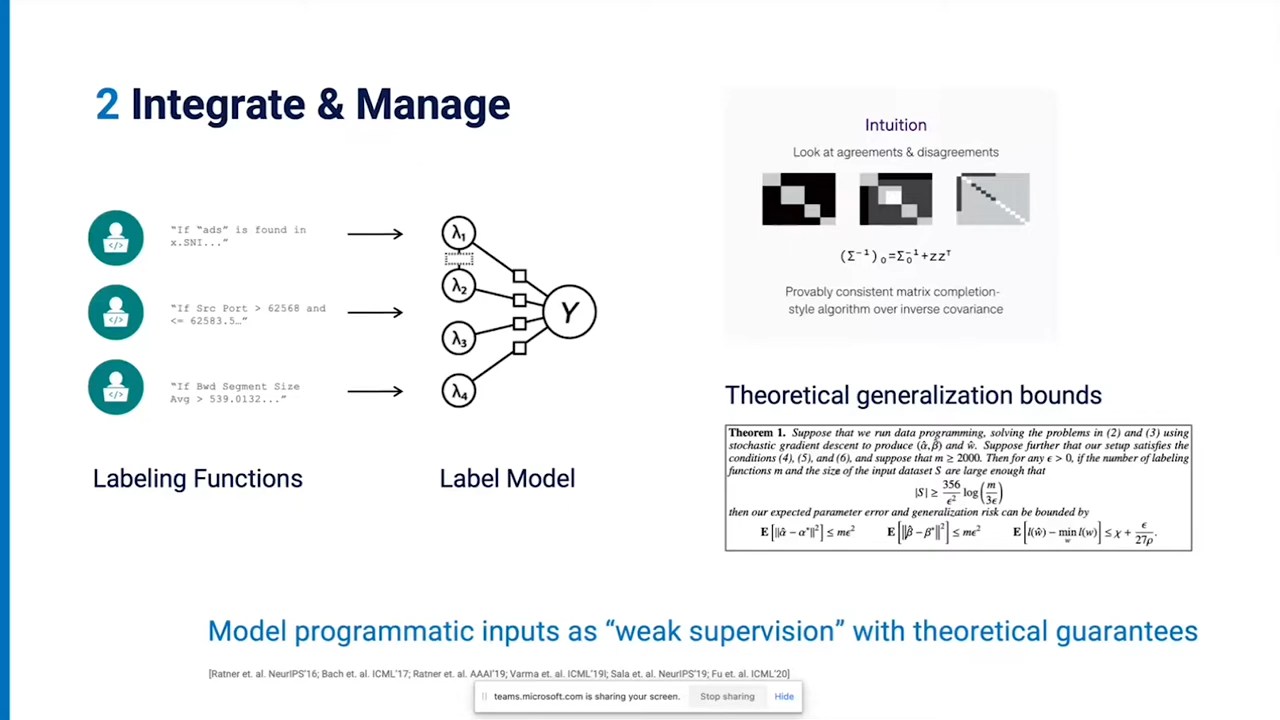 2 Integrate & Manage
"If "ads" is found in
x.SNI..."
"If Src Port > 62568 and
<= 62583.5…"
"If Bwd Segment Size
Avg > 539.0132..."
λ₁
λ₂
λ₃
λ₄
Y
Labeling Functions
Label Model
Intuition
Look at agreements & disagreements
(Σ⁻¹)ₒ=Σₒ⁻¹+zzᵀ
Provably consistent matrix completion-
style algorithm over inverse covariance
Theoretical generalization bounds
Theorem 1. Suppose that we run data programming, solving the problems in (2) and (3) using
stochastic gradient descent to produce (α̂, β̂) and ŵ. Suppose further that our setup satisfies the
conditions (4), (5), and (6), and suppose that m ≥ 2000. Then for any ϵ > 0, if the number of labeling
functions m and the size of the input dataset S are large enough that
|S| ≥ 356/ϵ² log(m/3ϵ)
then our expected parameter error and generalization risk can be bounded by
E[||α̂ − α*||²] ≤ mϵ² E[||β̂ − β*||²] ≤ mϵ² E[l(ŵ) − min_w l(w)] ≤ χ + ϵ/27ρ.
Model programmatic inputs as "weak supervision" with theoretical guarantees
[Ratner et. al. NeurIPS'16; Bach et. al. ICML'17; Ratner et. al. AAAI'19; Varma et. al. ICML'19l; Sala et. al. NeurIPS'19; Fu et. al. ICML'20]
teams.microsoft.com is sharing your screen. Stop sharing Hide